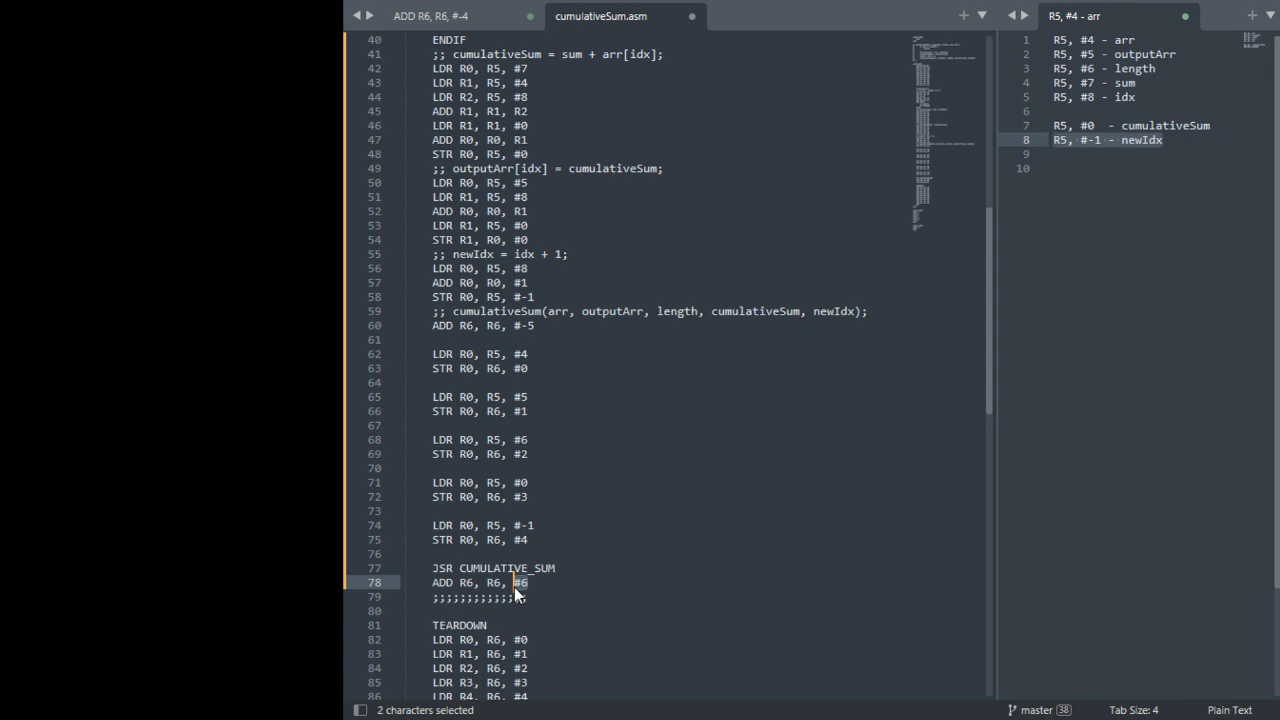 ADD R6, R6, #-4
cumulativeSum.asm
40 ENDIF
41 ;; cumulativeSum = sum + arr[idx];
42 LDR R0, R5, #7
43 LDR R1, R5, #4
44 LDR R2, R5, #8
45 ADD R1, R1, R2
46 LDR R1, R1, #0
47 ADD R0, R0, R1
48 STR R0, R5, #0
49 ;; outputArr[idx] = cumulativeSum;
50 LDR R0, R5, #5
51 LDR R1, R5, #8
52 ADD R0, R0, R1
53 LDR R1, R5, #0
54 STR R1, R0, #0
55 ;; newIdx = idx + 1;
56 LDR R0, R5, #8
57 ADD R0, R0, #1
58 STR R0, R5, #-1
59 ;; cumulativeSum(arr, outputArr, length, cumulativeSum, newIdx);
60 ADD R6, R6, #-5
61
62 LDR R0, R5, #4
63 STR R0, R6, #0
64
65 LDR R0, R5, #5
66 STR R0, R6, #1
67
68 LDR R0, R5, #6
69 STR R0, R6, #2
70
71 LDR R0, R5, #0
72 STR R0, R6, #3
73
74 LDR R0, R5, #-1
75 STR R0, R6, #4
76
77 JSR CUMULATIVE_SUM
78 ADD R6, R6, #6
79 ;;;;;;;;;;;;;;
80
81 TEARDOWN
82 LDR R0, R6, #0
83 LDR R1, R6, #1
84 LDR R2, R6, #2
85 LDR R3, R6, #3
86 LDR R4, R6, #4
R5, #4 - arr
1 R5, #4 - arr
2 R5, #5 - outputArr
3 R5, #6 - length
4 R5, #7 - sum
5 R5, #8 - idx
6
7 R5, #0  - cumulativeSum
8 R5, #-1 - newIdx
9
10
2 characters selected
master 38
Tab Size: 4
Plain Text